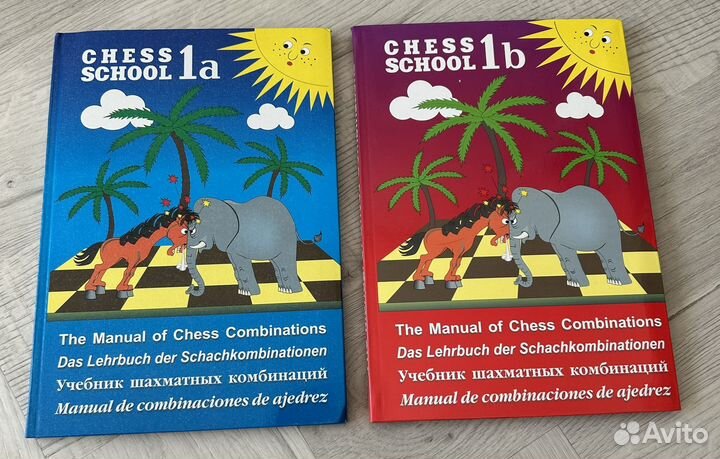 CHESS
SCHOOL 1a
The Manual of Chess Combinations
Das Lehrbuch der Schachkombinationen
Учебник шахматных комбинаций
Manual de combinaciones de ajedrez
CHESS
SCHOOL 1b
The Manual of Chess Combinations
Das Lehrbuch der Schachkombinationen
Учебник шахматных комбинаций
Manual de combinaciones de ajedrez
Avito